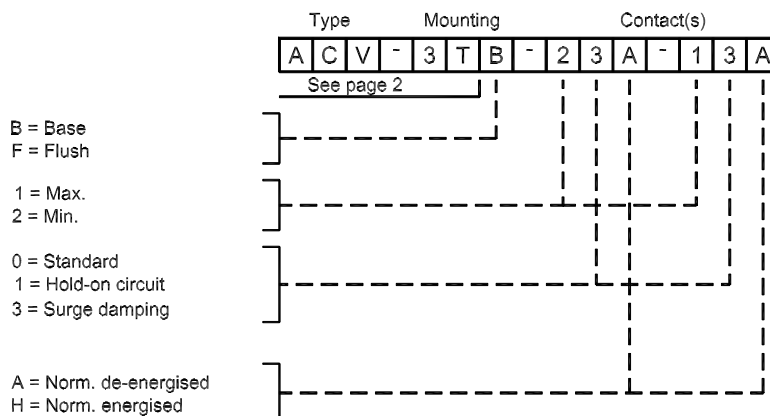 Type Mounting Contact(s)
A C V - 3 T B - 2 3 A - 1 3 A
See page 2
B = Base
F = Flush
1 = Max.
2 = Min.
0 = Standard
1 = Hold-on circuit
3 = Surge damping
A = Norm. de-energised
H = Norm. energised